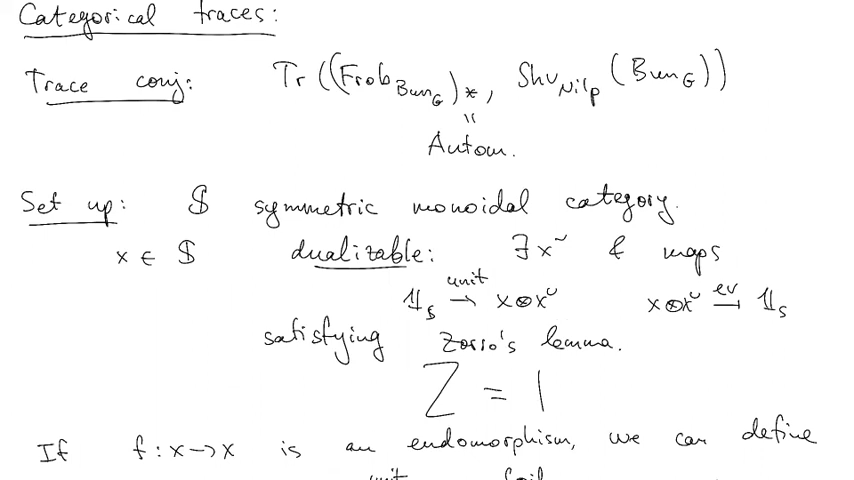 Categorical traces:
Trace conj: Tr((Frob_{Bun_G})_*, Shv_{Nilp}(Bun_G))
=
Autom.
Set up: $ symmetric monoidal category.
x ∈ $ dualizable: ∃ x^∨ & maps
𝟙_S unit→ x⊗x^∨ x⊗x^∨ ev→ 𝟙_S
satisfying Zorro's lemma.
Z = |
If f: x → x is an endomorphism, we can define
unit